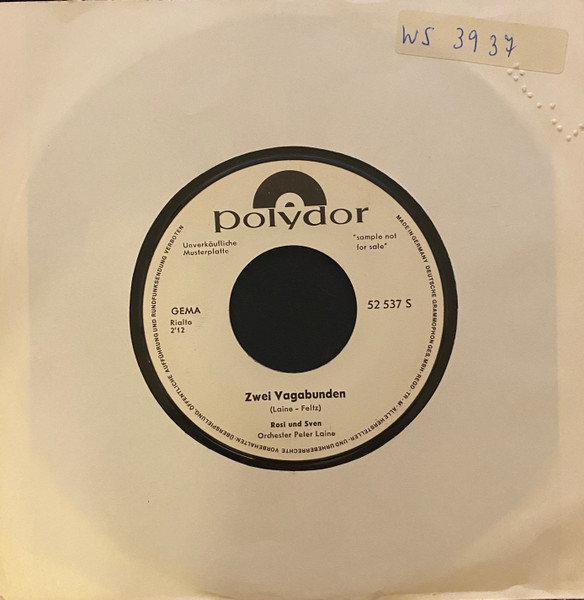 WS 3937
polydor
Unverkäufliche
Musterplatte
"sample not
for sale"
GEMA
Rialto
2'12
52 537 S
Zwei Vagabunden
(Laine - Feltz)
Rosi und Sven
Orchester Peter Laine
MADE IN GERMANY · DEUTSCHE GRAMMOPHON GES. MBH · REGD. TR. M. · ALLE HERSTELLER- UND URHEBERRECHTE VORBEHALTEN · ÜBERSPIELUNG, ÖFFENTLICHE AUFFÜHRUNG UND RUNDFUNKSENDUNG VERBOTEN